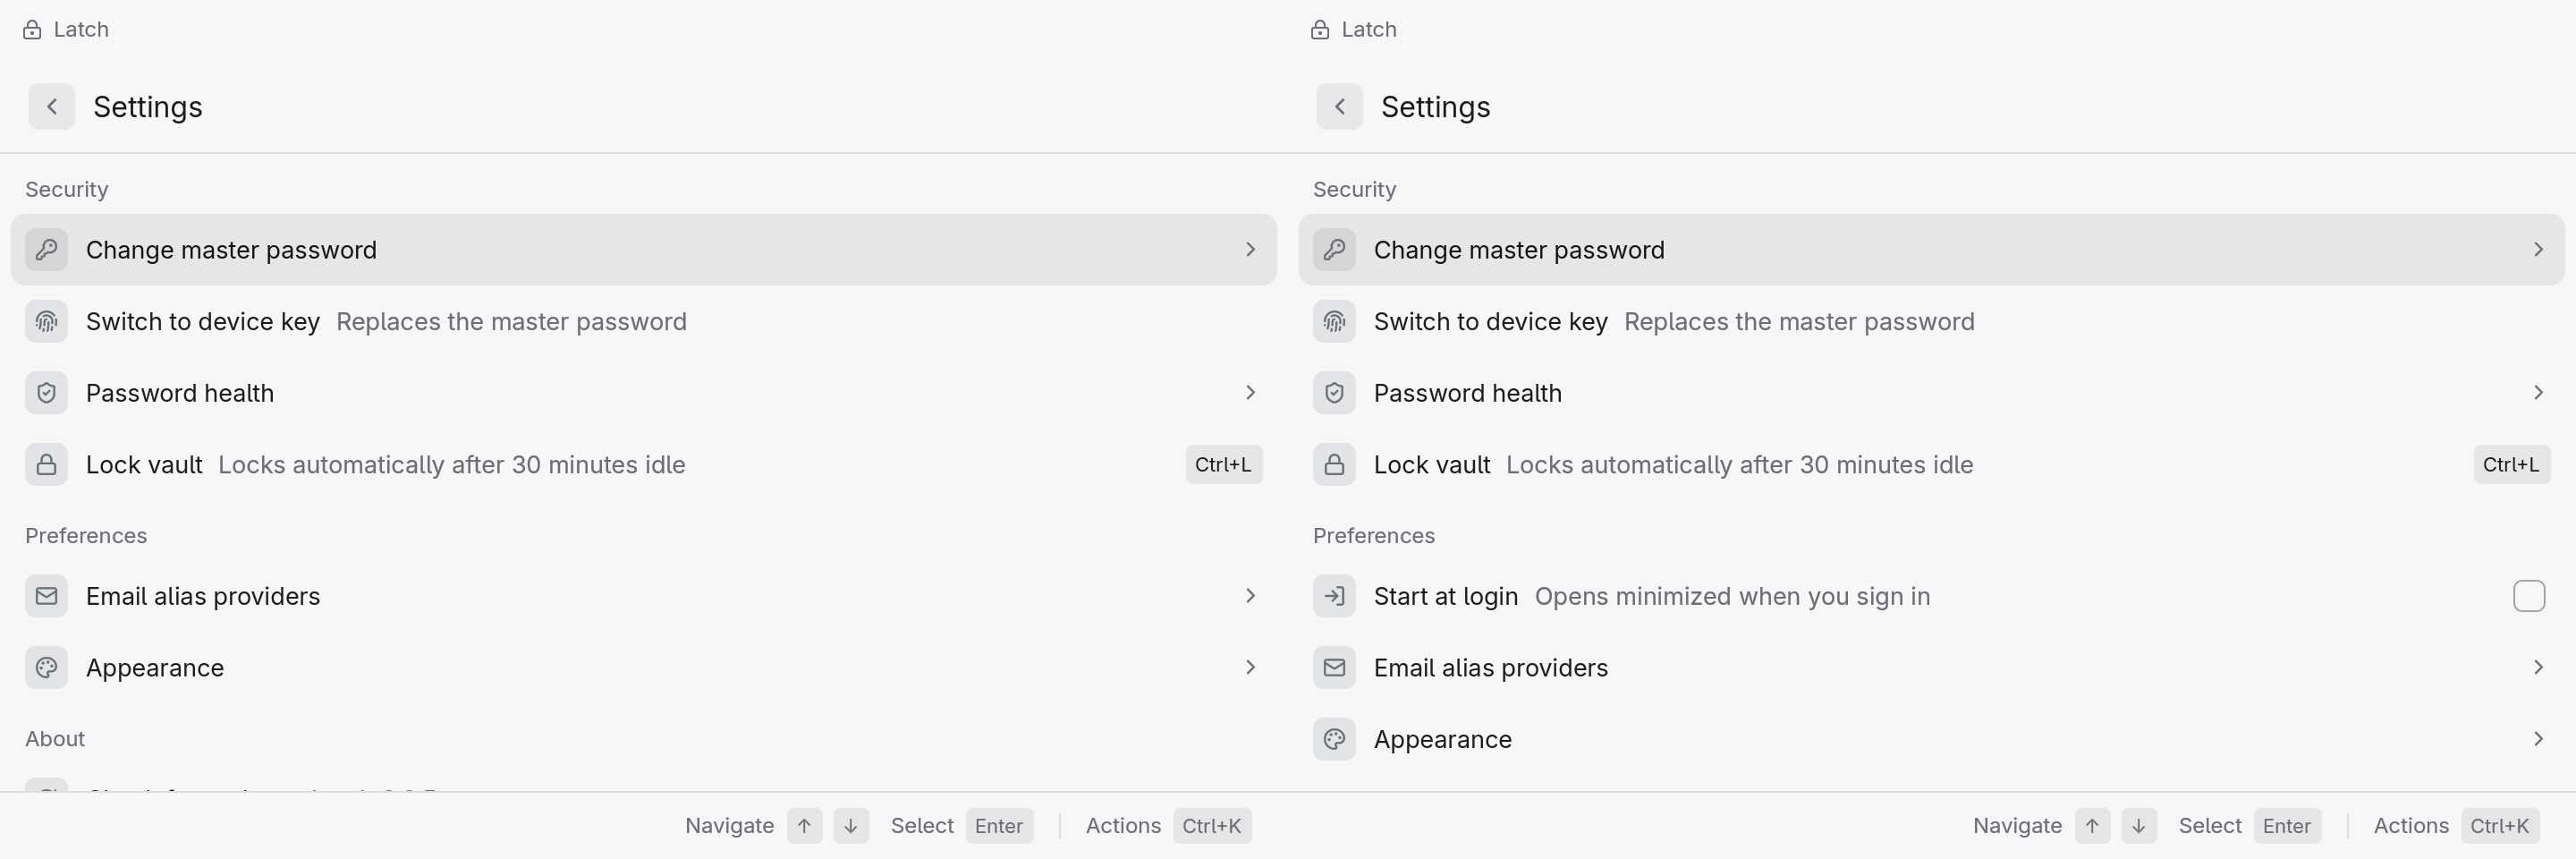 Latch
Settings
Security
Change master password
Switch to device key Replaces the master password
Password health
Lock vault Locks automatically after 30 minutes idle Ctrl+L
Preferences
Email alias providers
Appearance
About
Navigate ↑ ↓ Select Enter Actions Ctrl+K
Latch
Settings
Security
Change master password
Switch to device key Replaces the master password
Password health
Lock vault Locks automatically after 30 minutes idle Ctrl+L
Preferences
Start at login Opens minimized when you sign in
Email alias providers
Appearance
Navigate ↑ ↓ Select Enter Actions Ctrl+K